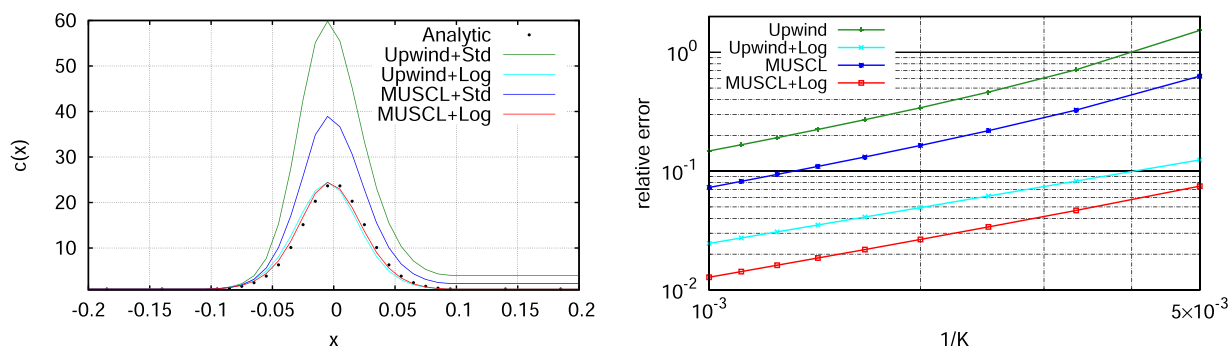 60
50
40
30
20
10
c(x)
Analytic
Upwind+Std
Upwind+Log
MUSCL+Std
MUSCL+Log
-0.2
-0.15
-0.1
-0.05
0
0.05
0.1
0.15
0.2
x
10^0
10^-1
10^-2
relative error
Upwind
Upwind+Log
MUSCL
MUSCL+Log
10^-3
5×10^-3
1/K